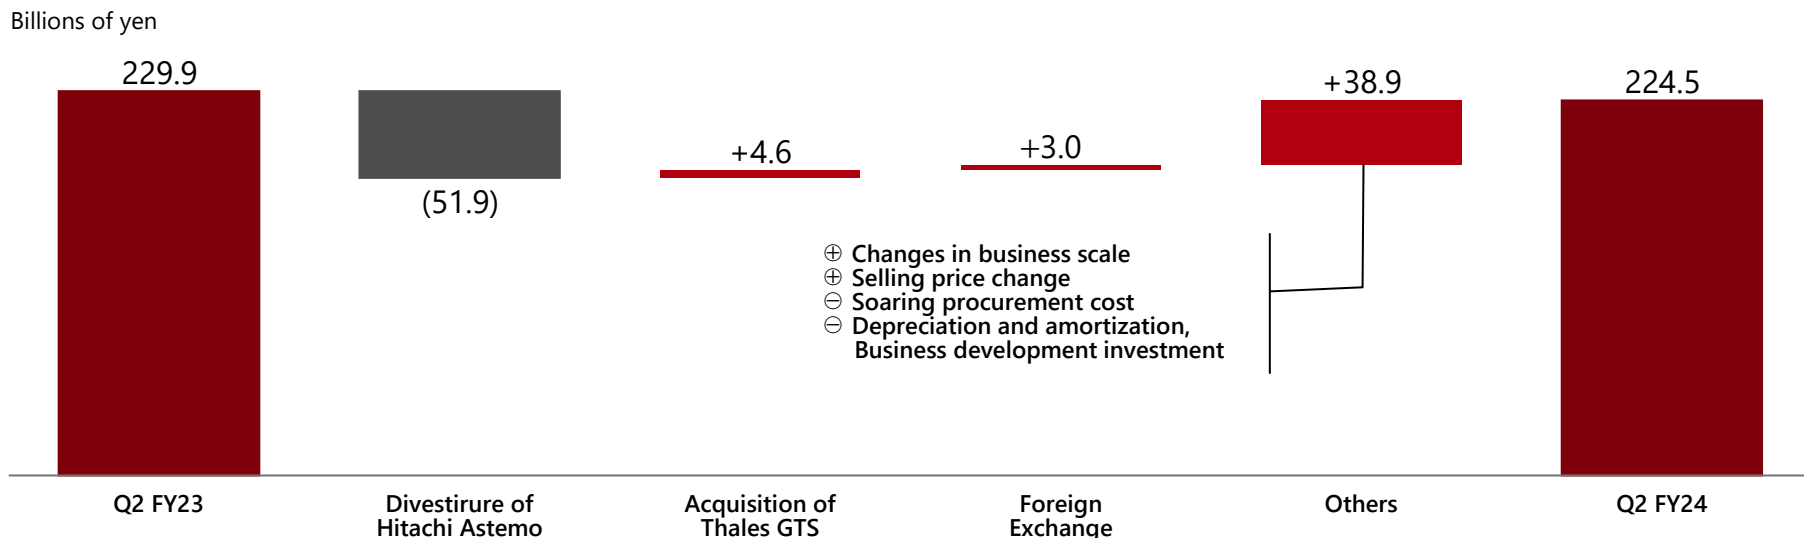 Billions of yen
229.9
(51.9)
+4.6
+3.0
+38.9
224.5
⊕ Changes in business scale
⊕ Selling price change
⊖ Soaring procurement cost
⊖ Depreciation and amortization,
Business development investment
Q2 FY23
Divestirure of
Hitachi Astemo
Acquisition of
Thales GTS
Foreign
Exchange
Others
Q2 FY24